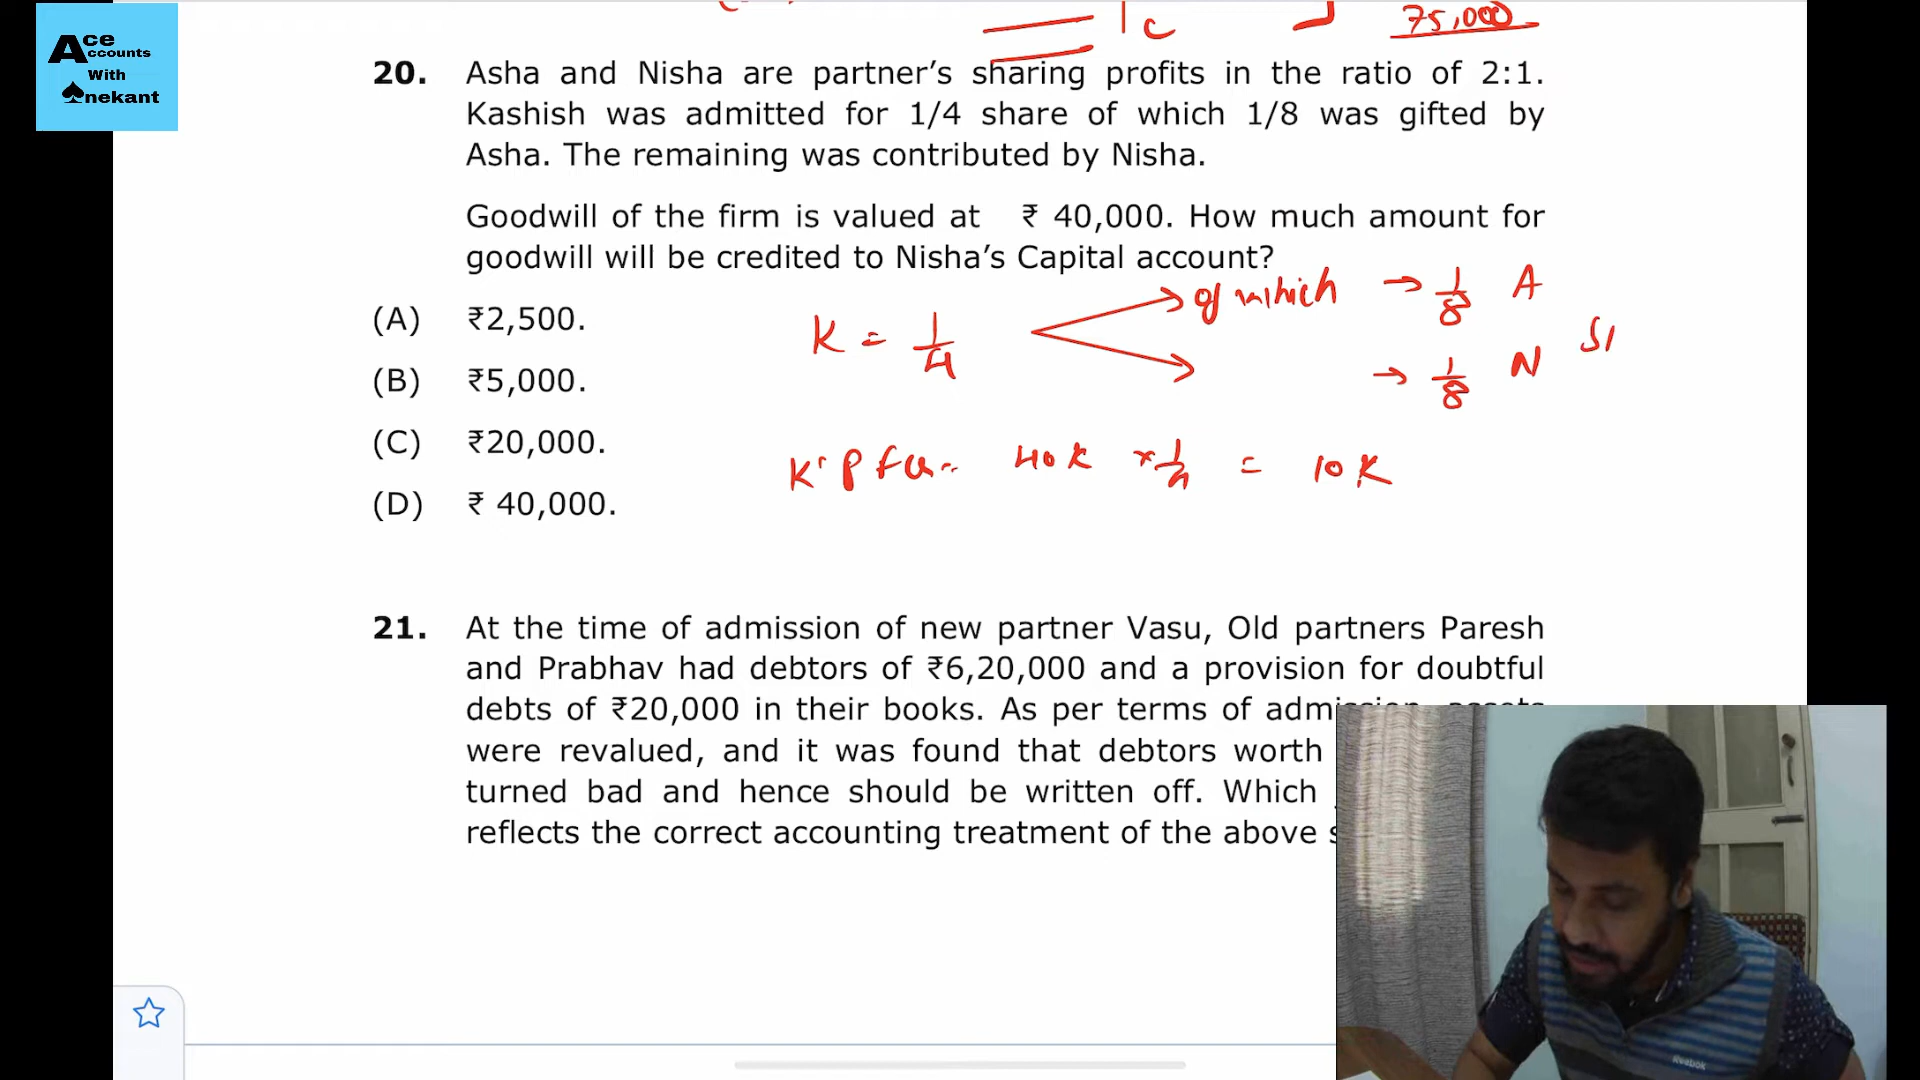 75,000
C
Ace
Accounts
With
Anekant
20. Asha and Nisha are partner’s sharing profits in the ratio of 2:1.
Kashish was admitted for 1/4 share of which 1/8 was gifted by
Asha. The remaining was contributed by Nisha.
Goodwill of the firm is valued at ₹ 40,000. How much amount for
goodwill will be credited to Nisha’s Capital account?
of which → 1/8 A
(A) ₹2,500.
K = 1/4
(B) ₹5,000.
→ 1/8 N
(C) ₹20,000.
40K × 1/4 = 10K
(D) ₹ 40,000.
21. At the time of admission of new partner Vasu, Old partners Paresh
and Prabhav had debtors of ₹6,20,000 and a provision for doubtful
debts of ₹20,000 in their books. As per terms of admission, assets
were revalued, and it was found that debtors worth
turned bad and hence should be written off. Which
reflects the correct accounting treatment of the above
Reebok